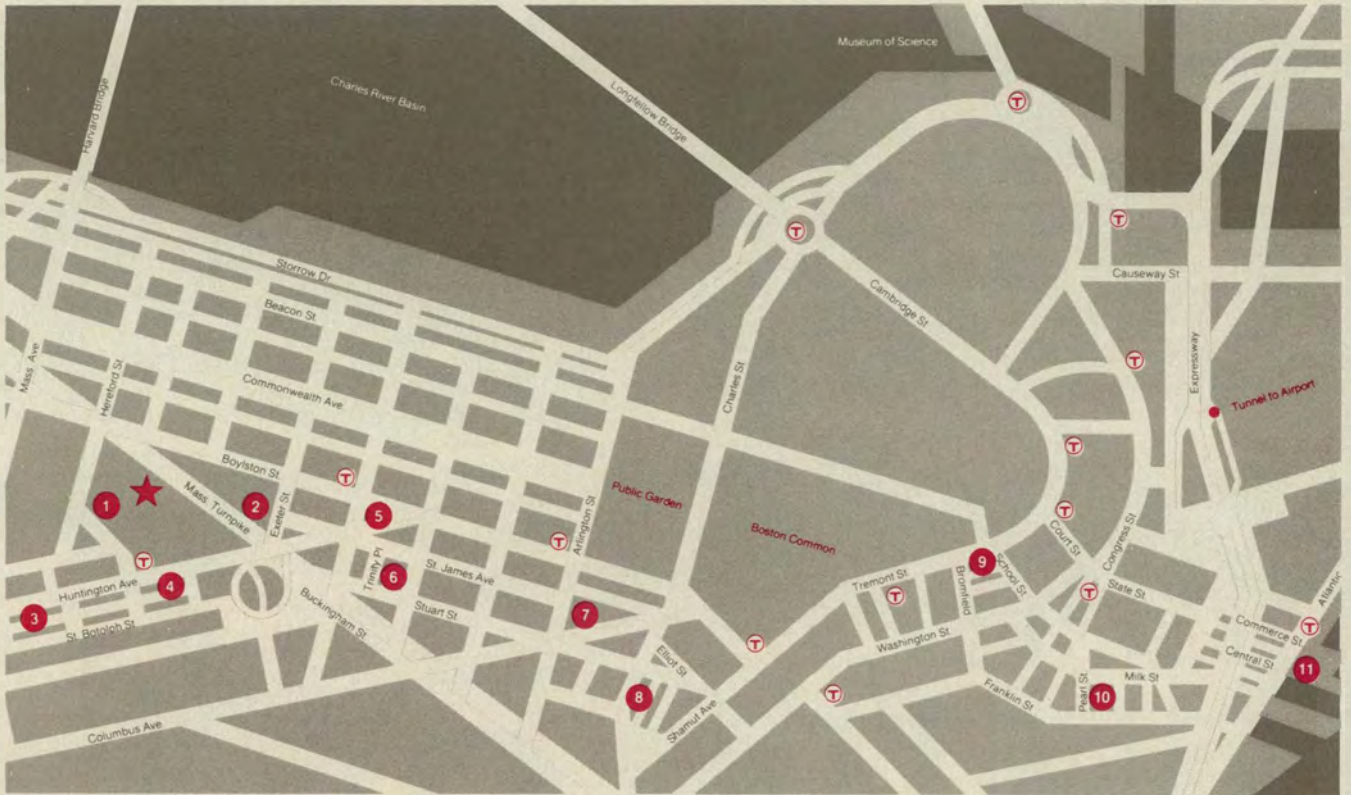 Museum of Science
Charles River Basin
Harvard Bridge
Longfellow Bridge
T
T
T
Storrow Dr.
Causeway St
Beacon St.
Cambridge St
Mass. Ave
Hereford St.
Charles St
T
Expressway
Commonwealth Ave
Tunnel to Airport
Boylston St.
T
T
Public Garden
1
2
5
Mass. Turnpike
Exeter St.
Arlington St
T
Boston Common
T
Court St
Congress St
9
Huntington Ave
T
4
Trinity Pl
6
St. James Ave
Tremont St.
Bromfield
School St.
T
State St
T
Atlantic
3
St. Botolph St
Buckingham St
Stuart St
7
T
Washington St.
Commerce St
T
Central St
11
Elliot St
8
T
Franklin St
Pearl St.
10
Milk St
Shamut Ave
Columbus Ave